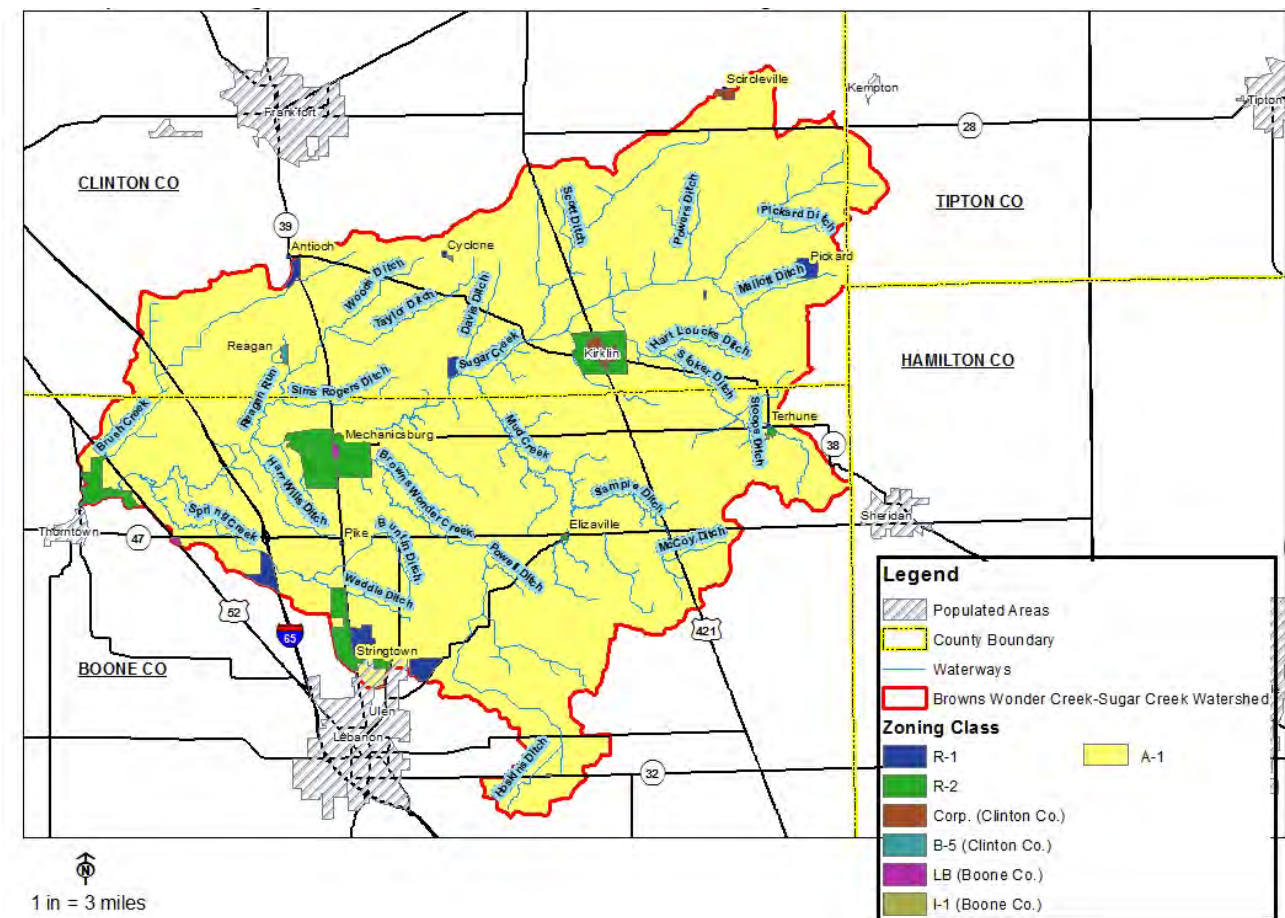 Scircleville
Kempton
Tipton
Frankfort
28
CLINTON CO
TIPTON CO
Scott Ditch
Powers Ditch
Pickard Ditch
39
Antioch
Cyclone
Pickard
Woods Ditch
Mallott Ditch
Taylor Ditch
Davis Ditch
Reagan
Sugar Creek
Kirklin
Hart Loucks Ditch
HAMILTON CO
Stoker Ditch
Sims Rogers Ditch
Reagan Run
Brush Creek
Terhune
Mechanicsburg
Mud Creek
Stoops Ditch
38
Browns Wonder Creek
Harr Wills Ditch
Sample Ditch
Sheridan
Spring Creek
Thorntown
47
Pike
Elizaville
McCoy Ditch
Powell Ditch
Waddle Ditch
52
65
421
Stringtown
BOONE CO
Ulen
Lebanon
32
Hoskins Ditch
Legend
Populated Areas
County Boundary
Waterways
Browns Wonder Creek-Sugar Creek Watershed
Zoning Class
R-1
A-1
R-2
Corp. (Clinton Co.)
B-5 (Clinton Co.)
LB (Boone Co.)
I-1 (Boone Co.)
N
1 in = 3 miles